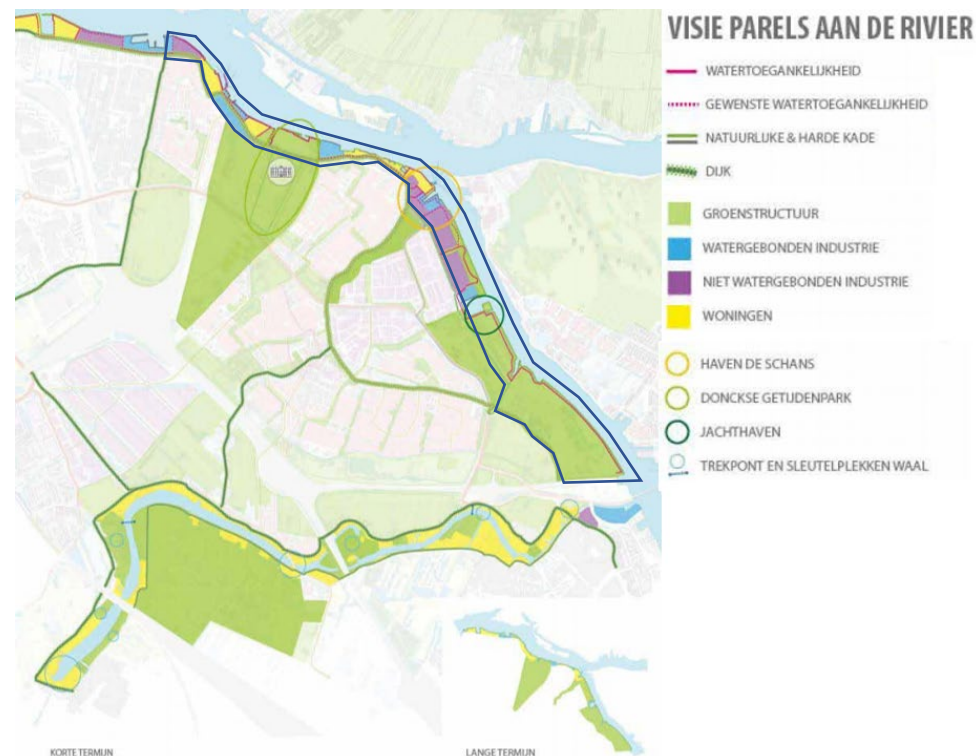 VISIE PARELS AAN DE RIVIER
WATERTOEGANKELIJKHEID
GEWENSTE WATERTOEGANKELIJKHEID
NATUURLIJKE & HARDE KADE
DIJK
GROENSTRUCTUUR
WATERGEBONDEN INDUSTRIE
NIET WATERGEBONDEN INDUSTRIE
WONINGEN
HAVEN DE SCHANS
DONCKSE GETIJDENPARK
JACHTHAVEN
TREKPONT EN SLEUTELPLEKKEN WAAL
KORTE TERMIJN
LANGE TERMIJN